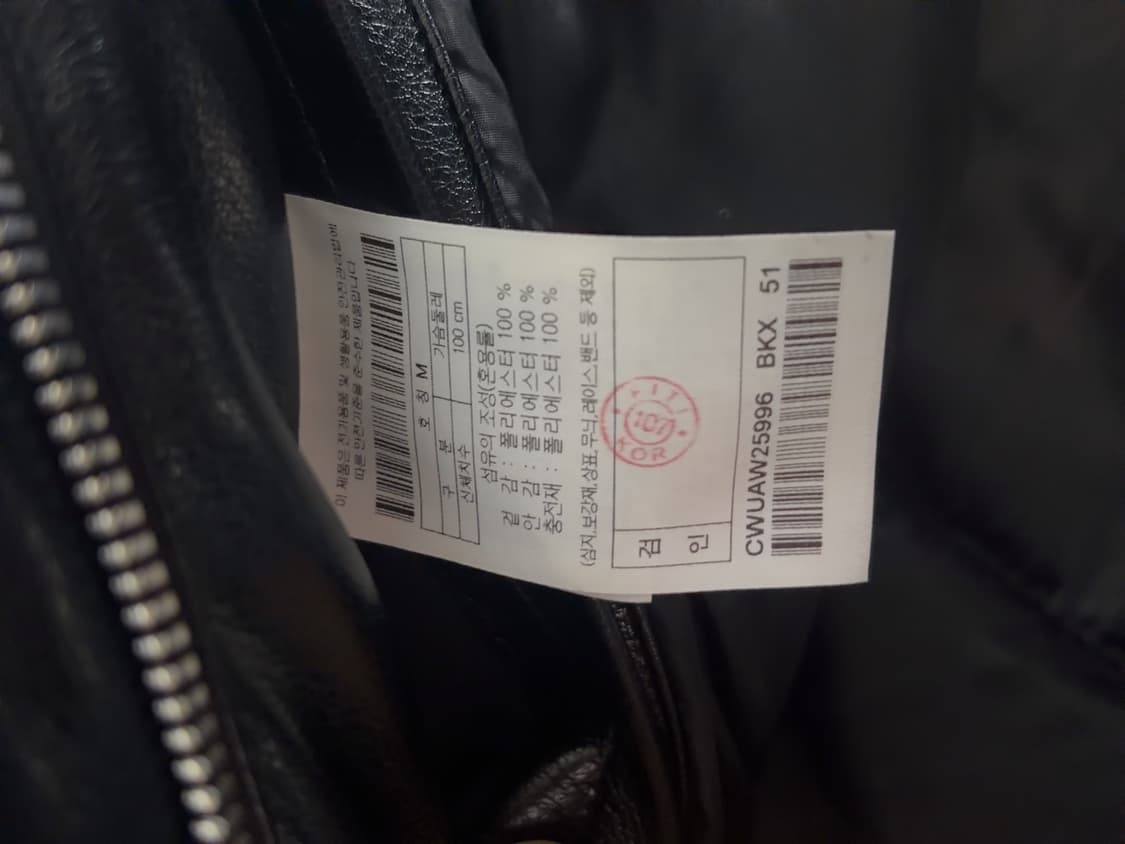 이 제품은 전기용품 및 생활용품 안전관리법에
따른 안전기준을 준수한 제품입니다
호 칭 M
구 분 가슴둘레
신체치수 100 cm
섬유의 조성(혼용률)
겉 감 : 폴리에스터 100 %
안 감 : 폴리에스터 100 %
충전재 : 폴리에스터 100 %
(심지,보강재,상표,무늬,레이스,밴드 등 제외)
검인
107
KOR
CWUAW25996 BKX 51